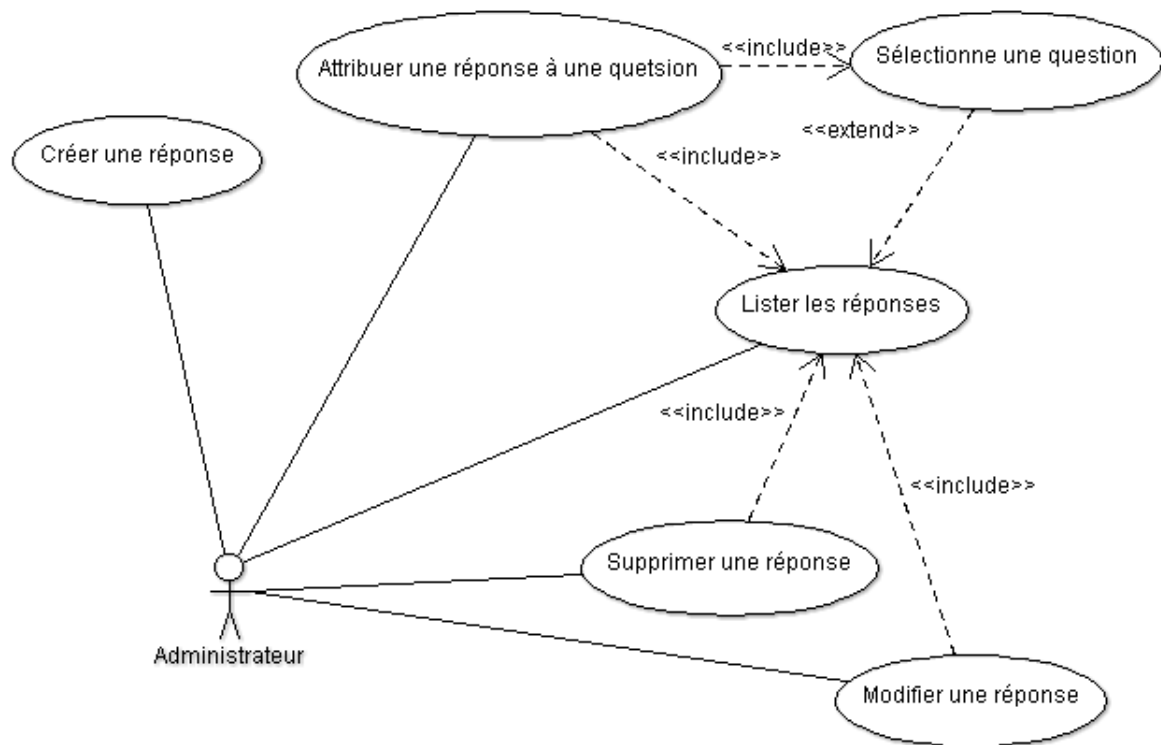 <<include>>
Attribuer une réponse à une quetsion
Sélectionne une question
<<extend>>
Créer une réponse
<<include>>
Lister les réponses
<<include>>
<<include>>
Supprimer une réponse
Administrateur
Modifier une réponse